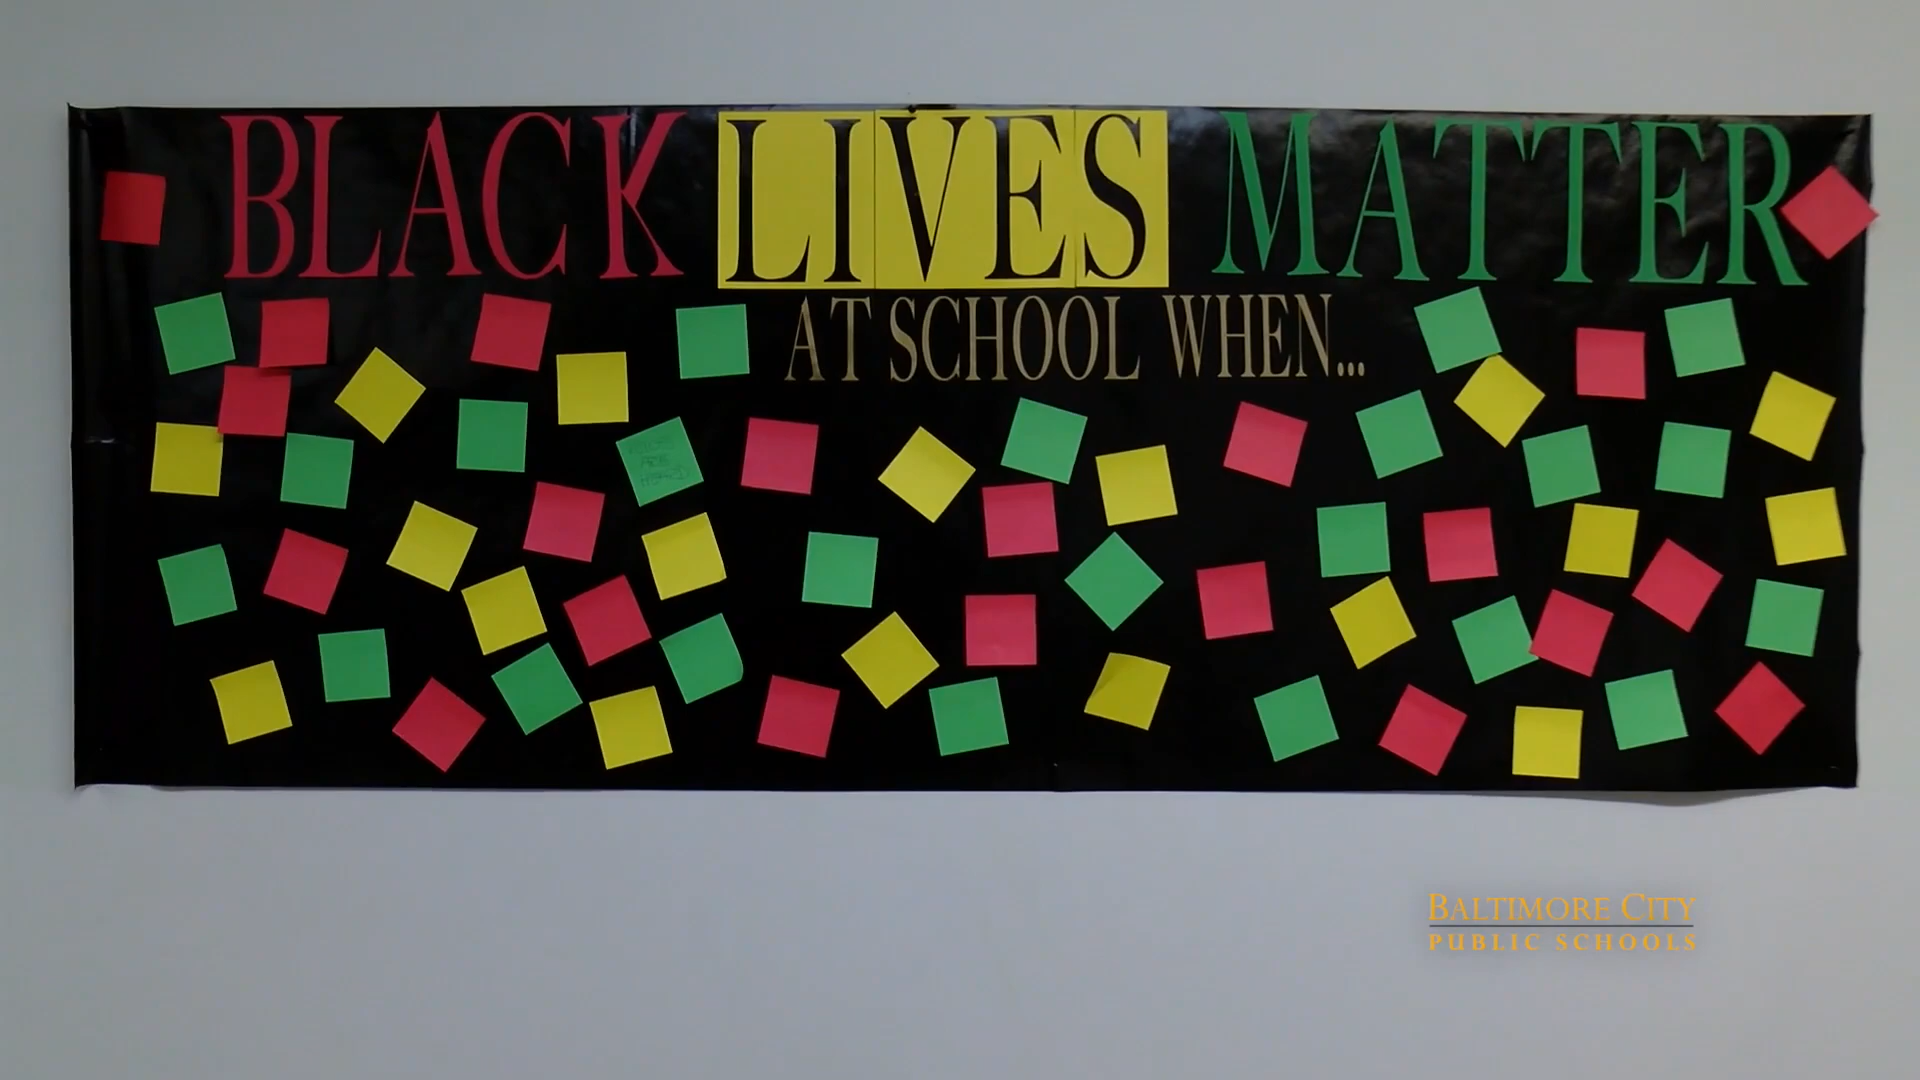 BLACK LIVES MATTER
AT SCHOOL WHEN...
BALTIMORE CITY
PUBLIC SCHOOLS